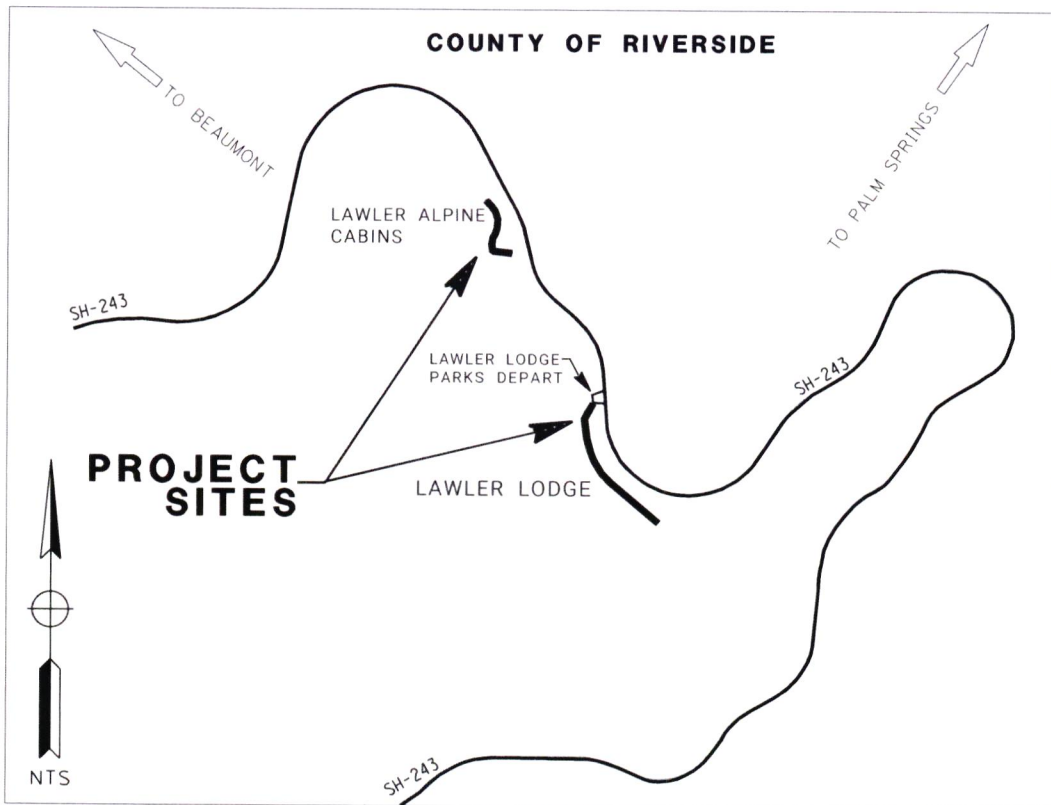 COUNTY OF RIVERSIDE
TO BEAUMONT
TO PALM SPRINGS
LAWLER ALPINE
CABINS
SH-243
LAWLER LODGE
PARKS DEPART
SH-243
PROJECT
SITES
LAWLER LODGE
NTS
SH-243